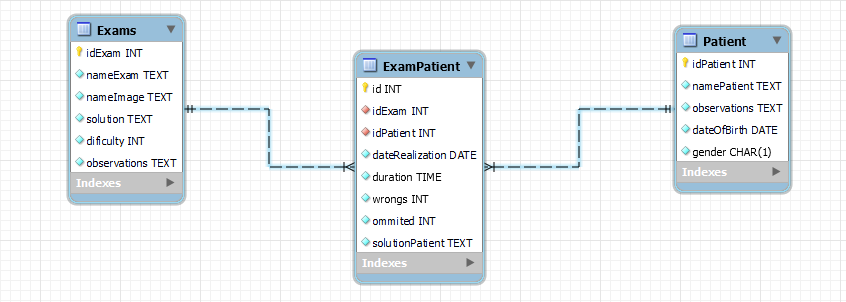 Exams
idExam INT
nameExam TEXT
nameImage TEXT
solution TEXT
dificulty INT
observations TEXT
Indexes
ExamPatient
id INT
idExam INT
idPatient INT
dateRealization DATE
duration TIME
wrongs INT
ommited INT
solutionPatient TEXT
Indexes
Patient
idPatient INT
namePatient TEXT
observations TEXT
dateOfBirth DATE
gender CHAR(1)
Indexes